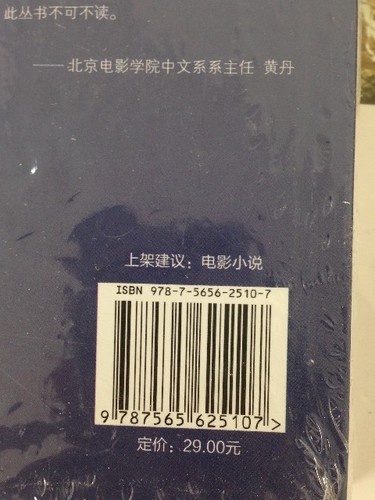 此丛书不可不读。
——北京电影学院中文系系主任 黄丹
上架建议：电影小说
ISBN 978-7-5656-2510-7
9 787565 625107 >
定价：29.00元